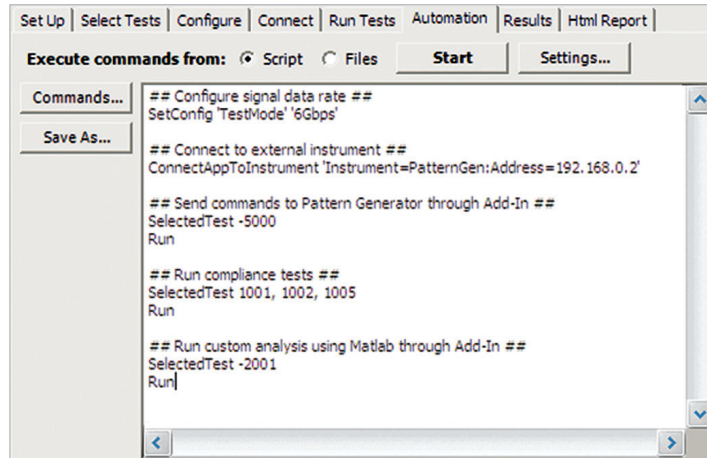 Set Up Select Tests Configure Connect Run Tests Automation Results Html Report
Execute commands from: Script Files Start Settings...
Commands...
Save As...
## Configure signal data rate ##
SetConfig 'TestMode' '6Gbps'
## Connect to external instrument ##
ConnectAppToInstrument 'Instrument=PatternGen:Address=192.168.0.2'
## Send commands to Pattern Generator through Add-In ##
SelectedTest -5000
Run
## Run compliance tests ##
SelectedTest 1001, 1002, 1005
Run
## Run custom analysis using Matlab through Add-In ##
SelectedTest -2001
Run